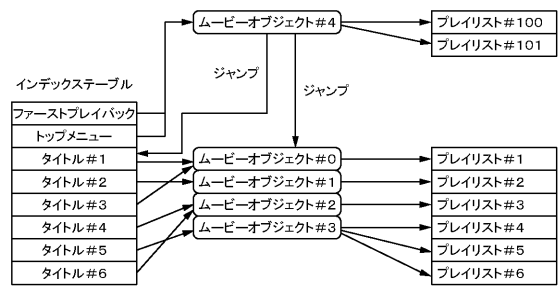 ムービーオブジェクト#4
プレイリスト#100
プレイリスト#101
ジャンプ
ジャンプ
インデックステーブル
ファーストプレイバック
トップメニュー
タイトル#1
タイトル#2
タイトル#3
タイトル#4
タイトル#5
タイトル#6
ムービーオブジェクト#0
ムービーオブジェクト#1
ムービーオブジェクト#2
ムービーオブジェクト#3
プレイリスト#1
プレイリスト#2
プレイリスト#3
プレイリスト#4
プレイリスト#5
プレイリスト#6